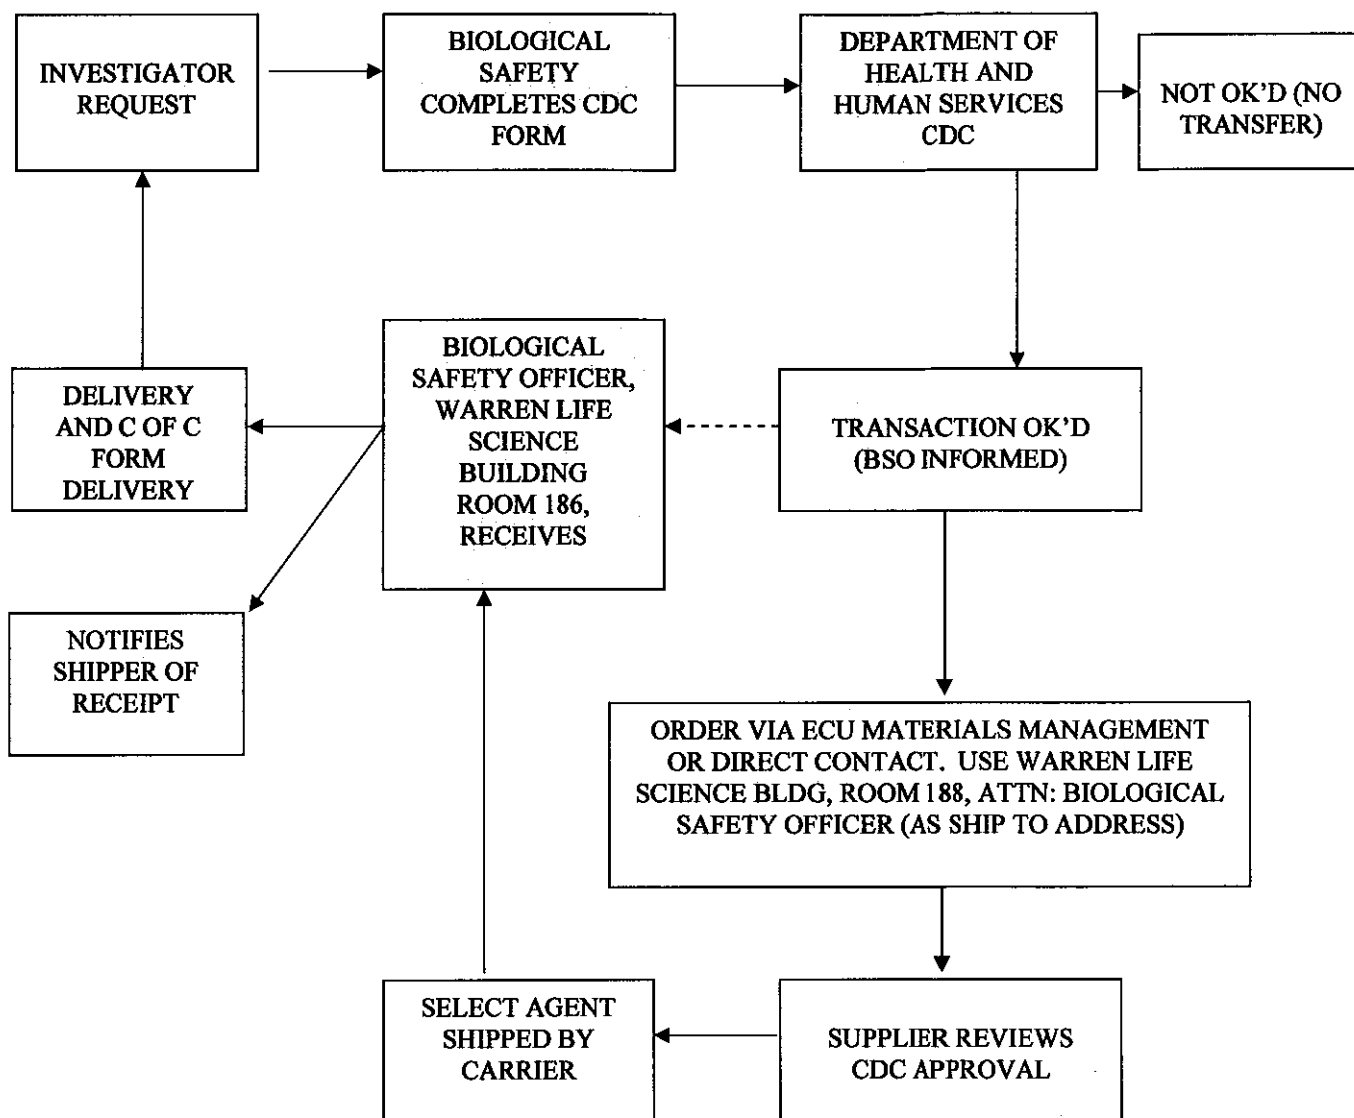 INVESTIGATOR
REQUEST
BIOLOGICAL
SAFETY
COMPLETES CDC
FORM
DEPARTMENT OF
HEALTH AND
HUMAN SERVICES
CDC
NOT OK'D (NO
TRANSFER)
DELIVERY
AND C OF C
FORM
DELIVERY
BIOLOGICAL
SAFETY OFFICER,
WARREN LIFE
SCIENCE
BUILDING
ROOM 186,
RECEIVES
TRANSACTION OK'D
(BSO INFORMED)
NOTIFIES
SHIPPER OF
RECEIPT
ORDER VIA ECU MATERIALS MANAGEMENT
OR DIRECT CONTACT. USE WARREN LIFE
SCIENCE BLDG, ROOM 188, ATTN: BIOLOGICAL
SAFETY OFFICER (AS SHIP TO ADDRESS)
SELECT AGENT
SHIPPED BY
CARRIER
SUPPLIER REVIEWS
CDC APPROVAL